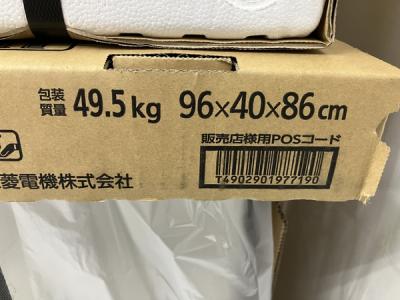 包装
質量 49.5kg 96×40×86cm
販売店様用POSコード
菱電機株式会社
T4902901977190